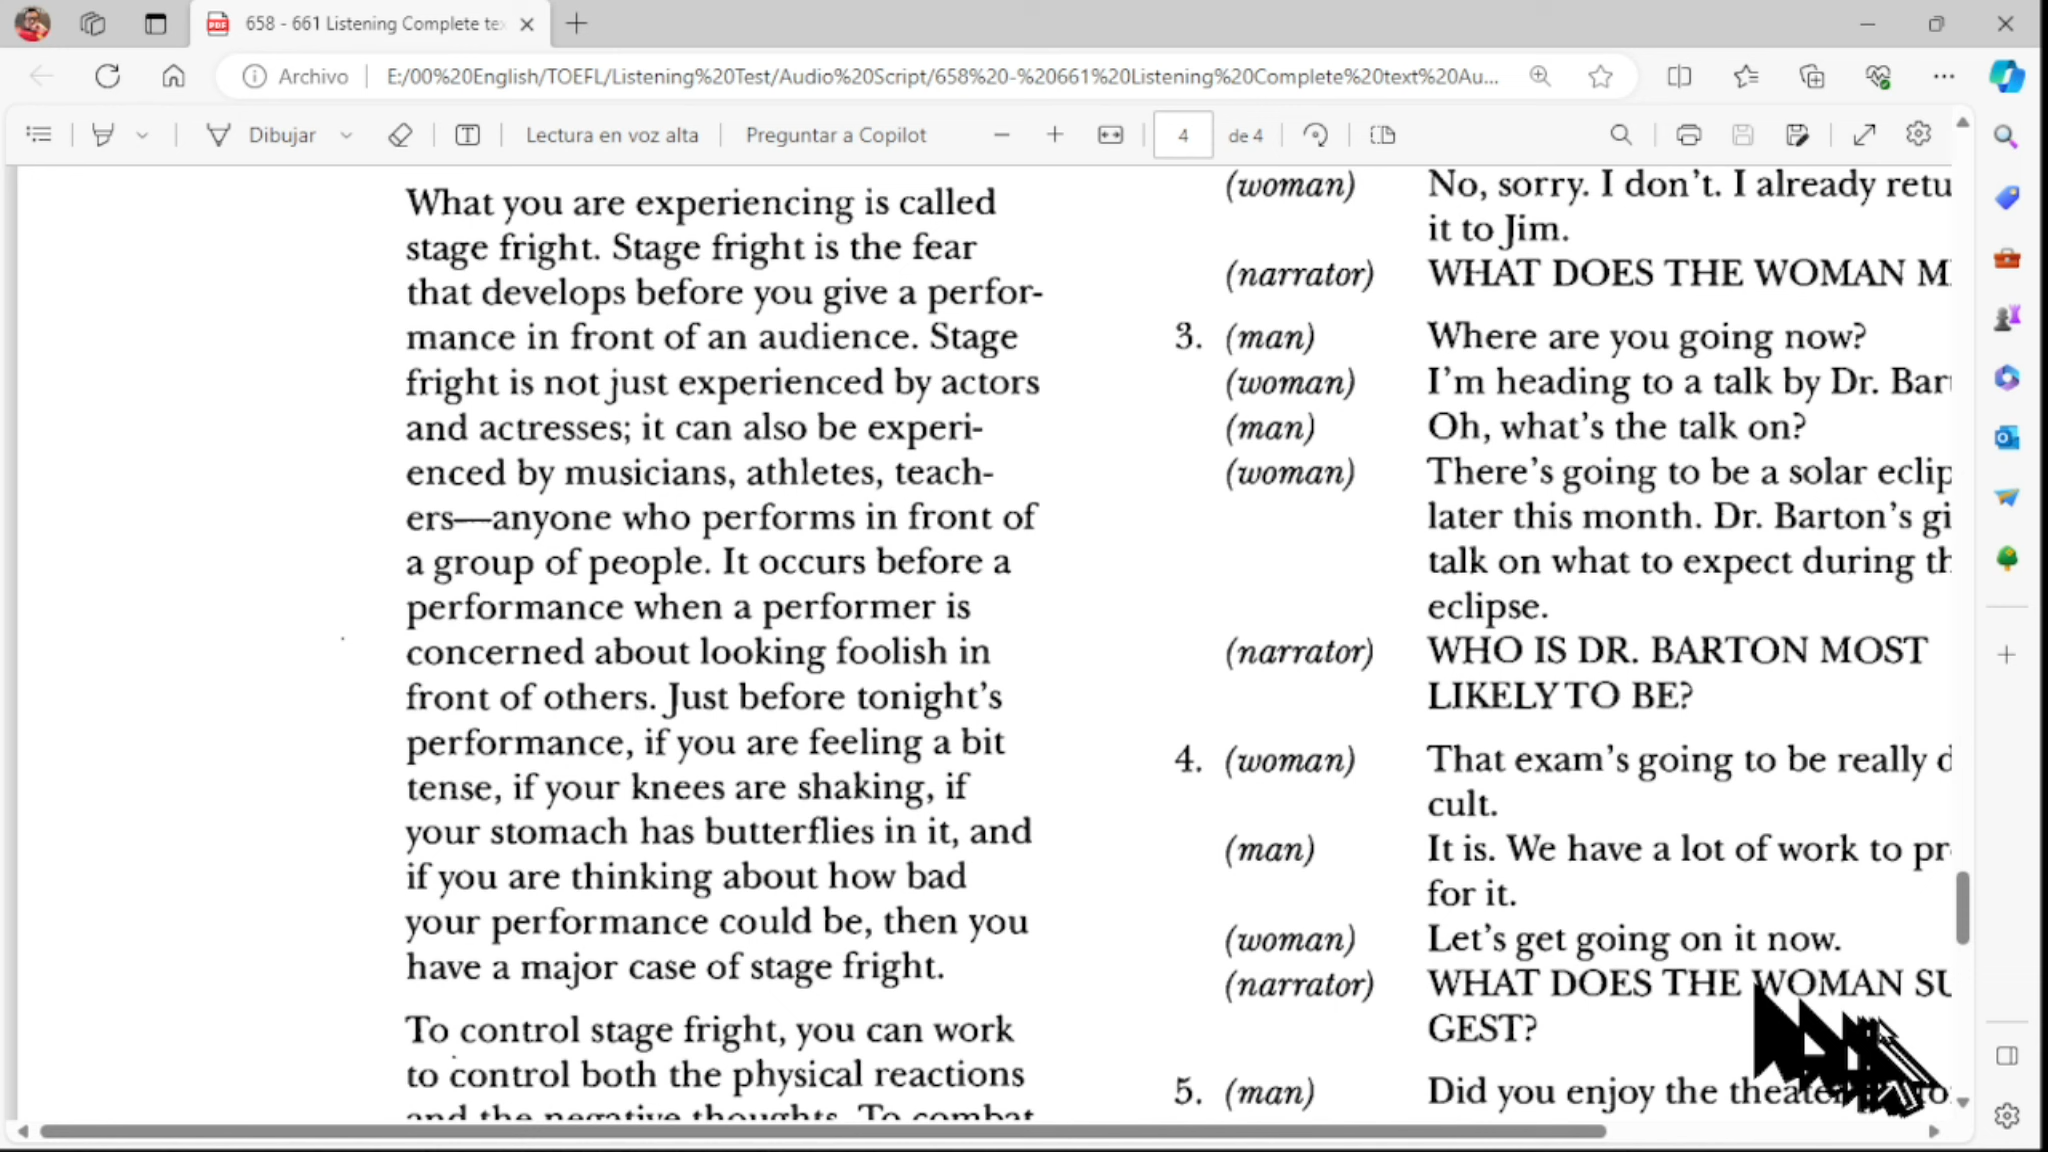 658 - 661 Listening Complete te
Archivo
E:/00%20English/TOEFL/Listening%20Test/Audio%20Script/658%20-%20661%20Listening%20Complete%20text%20Au...
Dibujar
Lectura en voz alta
Preguntar a Copilot
4
de 4
What you are experiencing is called
stage fright. Stage fright is the fear
that develops before you give a perfor-
mance in front of an audience. Stage
fright is not just experienced by actors
and actresses; it can also be experi-
enced by musicians, athletes, teach-
ers—anyone who performs in front of
a group of people. It occurs before a
performance when a performer is
concerned about looking foolish in
front of others. Just before tonight's
performance, if you are feeling a bit
tense, if your knees are shaking, if
your stomach has butterflies in it, and
if you are thinking about how bad
your performance could be, then you
have a major case of stage fright.
To control stage fright, you can work
to control both the physical reactions
and the negative thoughts. To combat
(woman) No, sorry. I don't. I already retu
it to Jim.
(narrator) WHAT DOES THE WOMAN M
3. (man) Where are you going now?
(woman) I'm heading to a talk by Dr. Bar
(man) Oh, what's the talk on?
(woman) There's going to be a solar eclip
later this month. Dr. Barton's gi
talk on what to expect during th
eclipse.
(narrator) WHO IS DR. BARTON MOST
LIKELY TO BE?
4. (woman) That exam's going to be really d
cult.
(man) It is. We have a lot of work to pr
for it.
(woman) Let's get going on it now.
(narrator) WHAT DOES THE WOMAN SU
GEST?
5. (man) Did you enjoy the